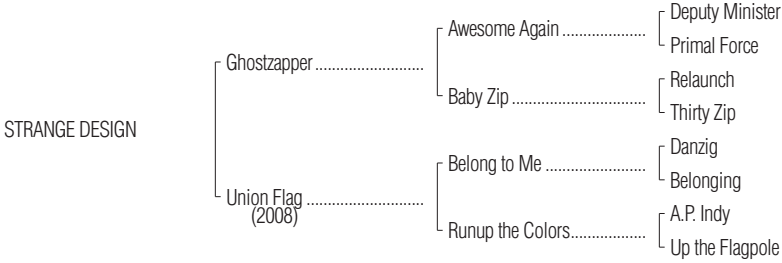 Deputy Minister
Awesome Again ....................
Primal Force
Ghostzapper ..........................
Relaunch
Baby Zip ................................
Thirty Zip
STRANGE DESIGN
Danzig
Belong to Me ........................
Belonging
Union Flag ............................
(2008)
A.P. Indy
Runup the Colors..................
Up the Flagpole